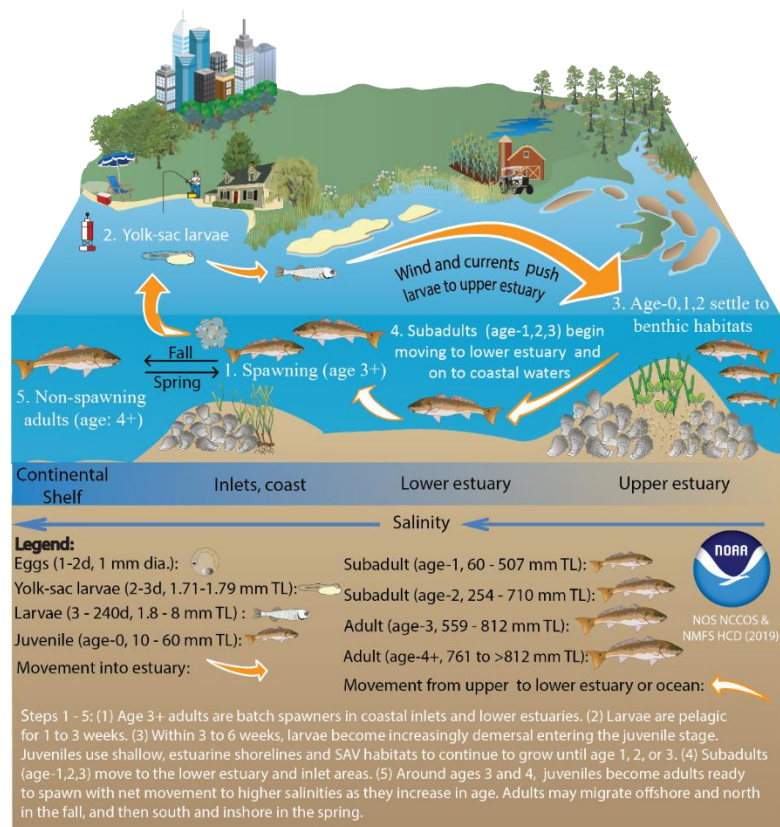 2. Yolk-sac larvae
Wind and currents push
larvae to upper estuary
3. Age-0,1,2 settle to
benthic habitats
Fall
Spring
1. Spawning (age 3+)
4. Subadults (age-1,2,3) begin
moving to lower estuary and
on to coastal waters
5. Non-spawning
adults (age: 4+)
Continental
Shelf
Inlets, coast
Lower estuary
Upper estuary
Salinity
Legend:
Eggs (1-2d, 1 mm dia.):
Yolk-sac larvae (2-3d, 1.71-1.79 mm TL):
Larvae (3 - 240d, 1.8 - 8 mm TL) :
Juvenile (age-0, 10 - 60 mm TL):
Movement into estuary:
Subadult (age-1, 60 - 507 mm TL):
Subadult (age-2, 254 - 710 mm TL):
Adult (age-3, 559 - 812 mm TL):
Adult (age-4+, 761 to >812 mm TL):
Movement from upper to lower estuary or ocean:
NOAA
NOS NCCOS &
NMFS HCD (2019)
Steps 1 - 5: (1) Age 3+ adults are batch spawners in coastal inlets and lower estuaries. (2) Larvae are pelagic
for 1 to 3 weeks. (3) Within 3 to 6 weeks, larvae become increasingly demersal entering the juvenile stage.
Juveniles use shallow, estuarine shorelines and SAV habitats to continue to grow until age 1, 2, or 3. (4) Subadults
(age-1,2,3) move to the lower estuary and inlet areas. (5) Around ages 3 and 4, juveniles become adults ready
to spawn with net movement to higher salinities as they increase in age. Adults may migrate offshore and north
in the fall, and then south and inshore in the spring.